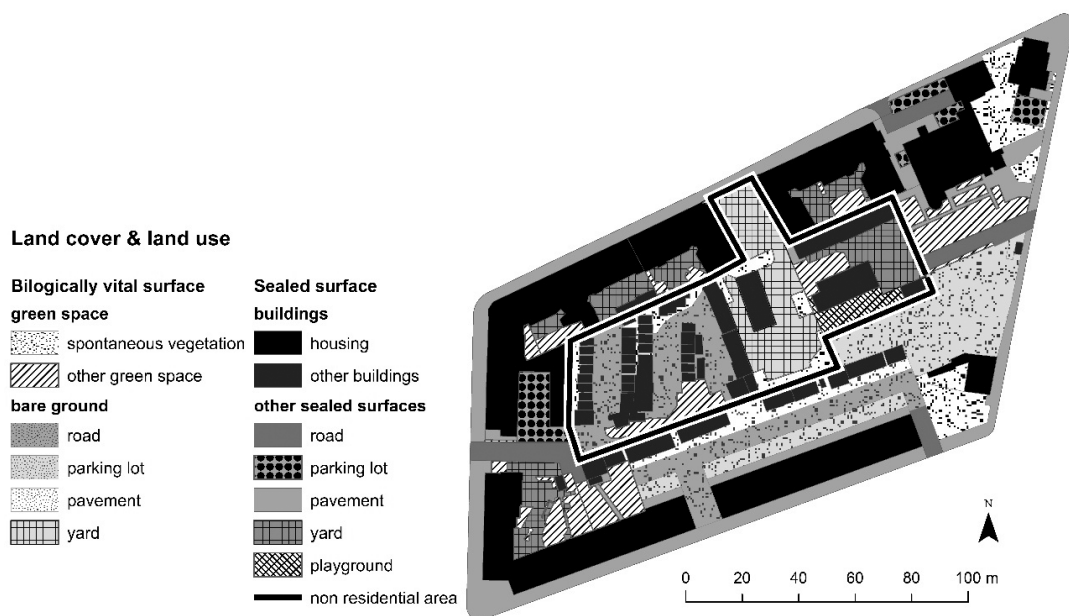 Land cover & land use
Bilogically vital surface
green space
spontaneous vegetation
other green space
bare ground
road
parking lot
pavement
yard
Sealed surface
buildings
housing
other buildings
other sealed surfaces
road
parking lot
pavement
yard
playground
non residential area
N
0 20 40 60 80 100 m